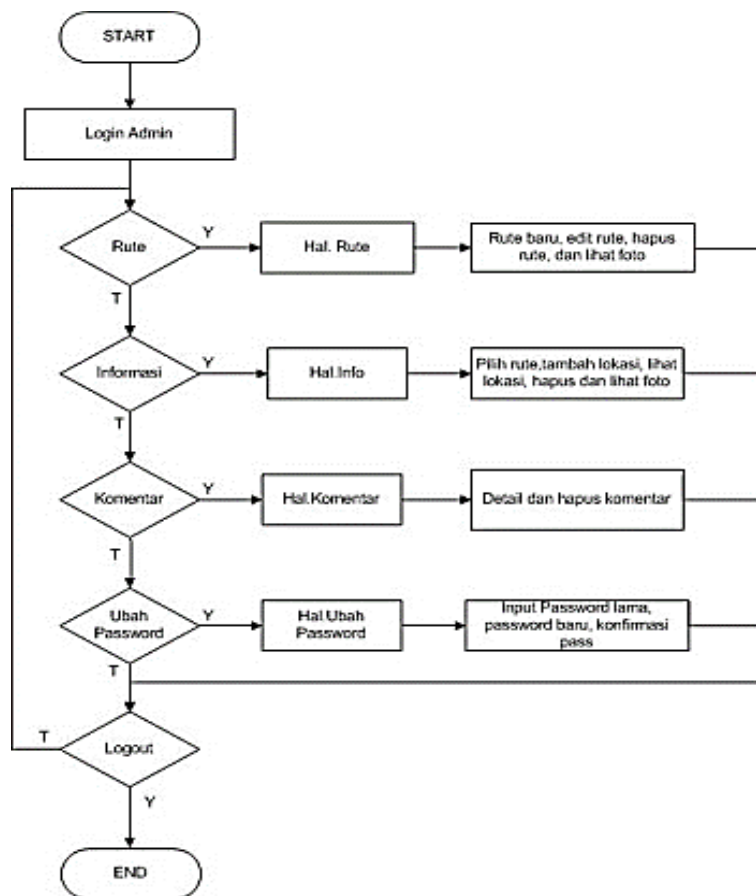 START
Login Admin
Rute
Y
Hal. Rute
Rute baru, edit rute, hapus
rute, dan lihat foto
T
Informasi
Y
Hal.Info
Pilih rute,tambah lokasi, lihat
lokasi, hapus dan lihat foto
T
Komentar
Y
Hal.Komentar
Detail dan hapus komentar
T
Ubah
Password
Y
Hal.Ubah
Password
Input Password lama,
password baru, konfirmasi
pass
T
T
Logout
Y
END